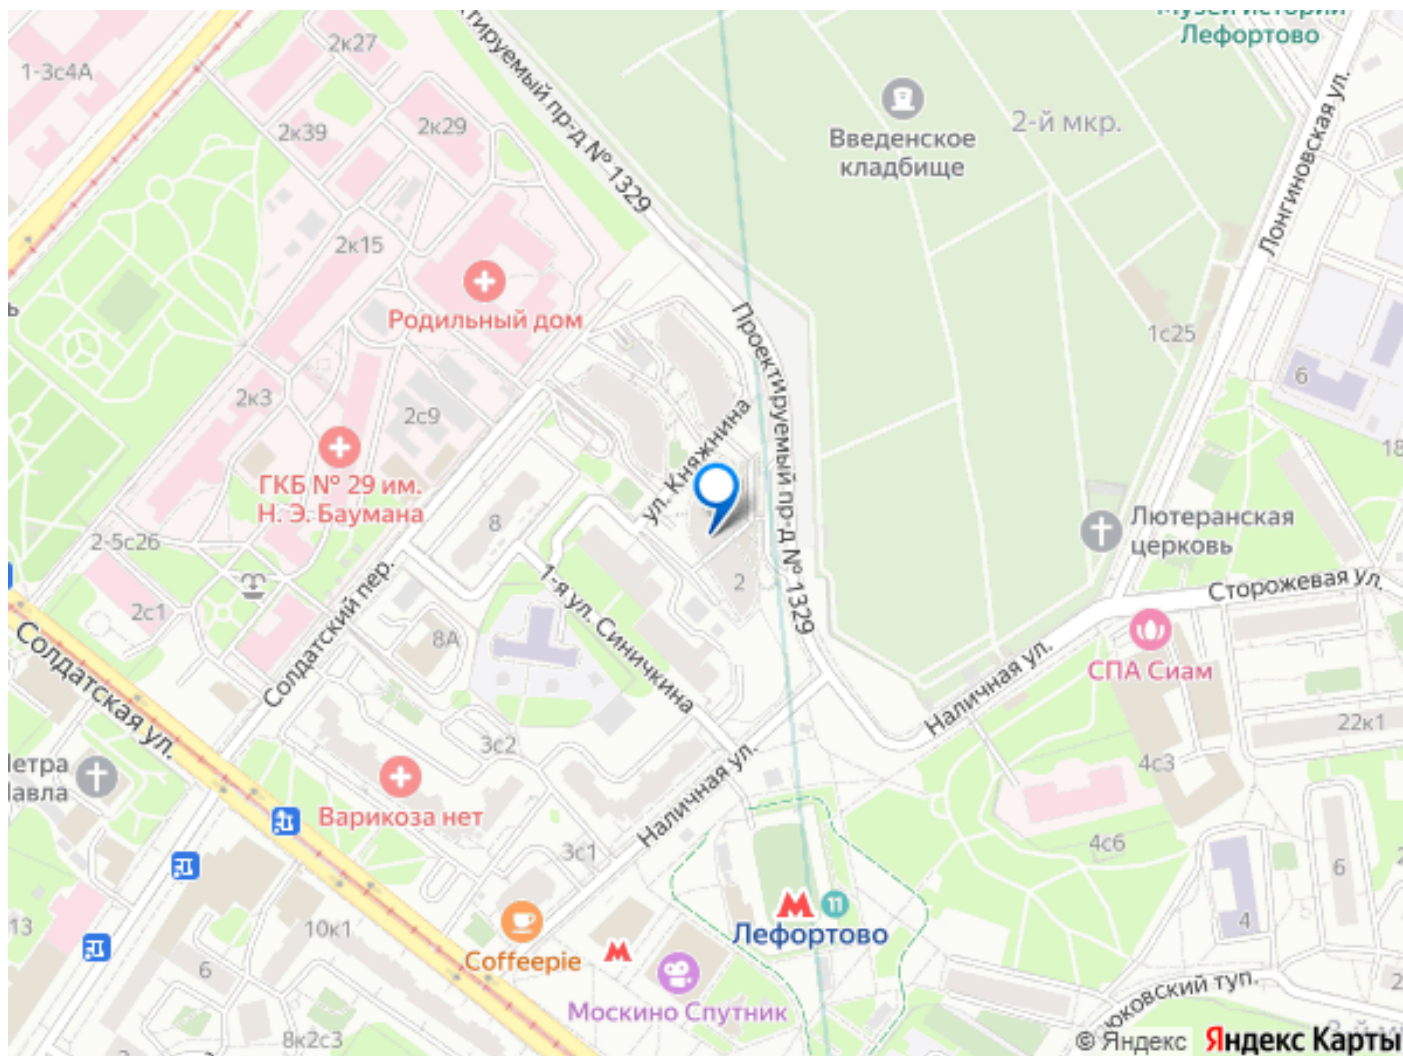 Лефортово
2к27
1-3с4А
2к39
2к29
Введенское
кладбище
2-й мкр.
Лонгиновская ул.
пр-д № 1329
2к15
Родильный дом
Проектируемый пр-д № 1329
1с25
6
2к3
2с9
ул. Княжнина
18
ГКБ № 29 им.
Н. Э. Баумана
8
Лютеранская
церковь
2-5с26
2
Сторожевая ул.
2с1
Солдатский пер.
1-я ул. Синичкина
8А
СПА Сиам
Солдатская ул.
Наличная ул.
22к1
3с2
4с3
Варикоза нет
Наличная ул.
3с1
4с6
6
13
10к1
11
Лефортово
4
Coffeepie
6
Москино Спутник
туп.
8к2с3
© Яндекс Яндекс Карты